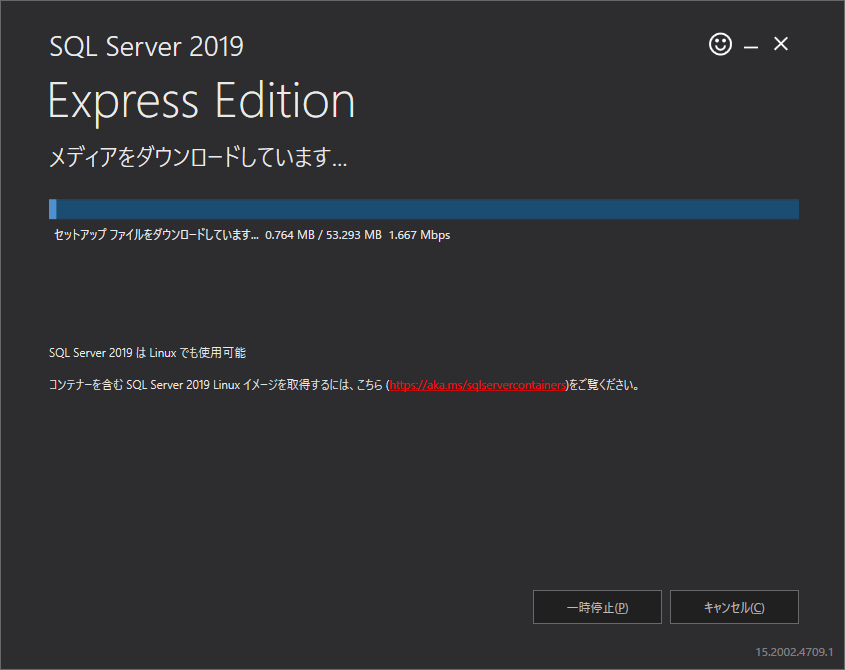 SQL Server 2019
Express Edition
メディアをダウンロードしています...
セットアップ ファイルをダウンロードしています... 0.764 MB / 53.293 MB 1.667 Mbps
SQL Server 2019 は Linux でも使用可能
コンテナーを含む SQL Server 2019 Linux イメージを取得するには、こちら (https://aka.ms/sqlservercontainers)をご覧ください。
一時停止(P) キャンセル(C)
15.2002.4709.1